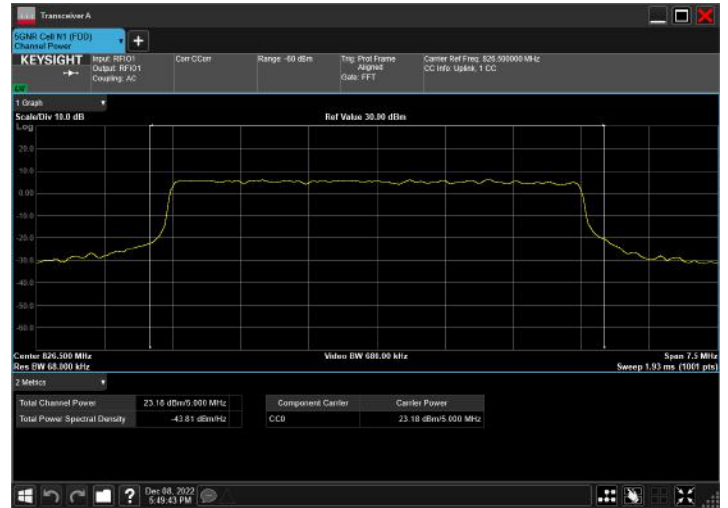 Transceiver A
5GNR Cell N1 (FDD)
Channel Power
KEYSIGHT
Input: RFIO1
Output: RFIO1
Coupling: AC
Corr CCorr
Range -60 dBm
Trig: Prot Frame
Aligned
Gate: FFT
Carrier Ref Freq: 826.500000 MHz
CC Info: Uplink, 1 CC
1 Graph
Scale/Div 10.0 dB
Ref Value 30.00 dBm
Log
20.0
10.0
0.00
-10.0
-20.0
-30.0
-40.0
-50.0
-60.0
Center 826.500 MHz
Video BW 680.00 kHz
Span 7.5 MHz
Res BW 68.000 kHz
Sweep 1.93 ms (1001 pts)
2 Metrics
Total Channel Power 23.18 dBm/5.000 MHz
Total Power Spectral Density -43.81 dBm/Hz
Component Carrier Carrier Power
CC0 23.18 dBm/5.000 MHz
Dec 08, 2022
5:49:43 PM